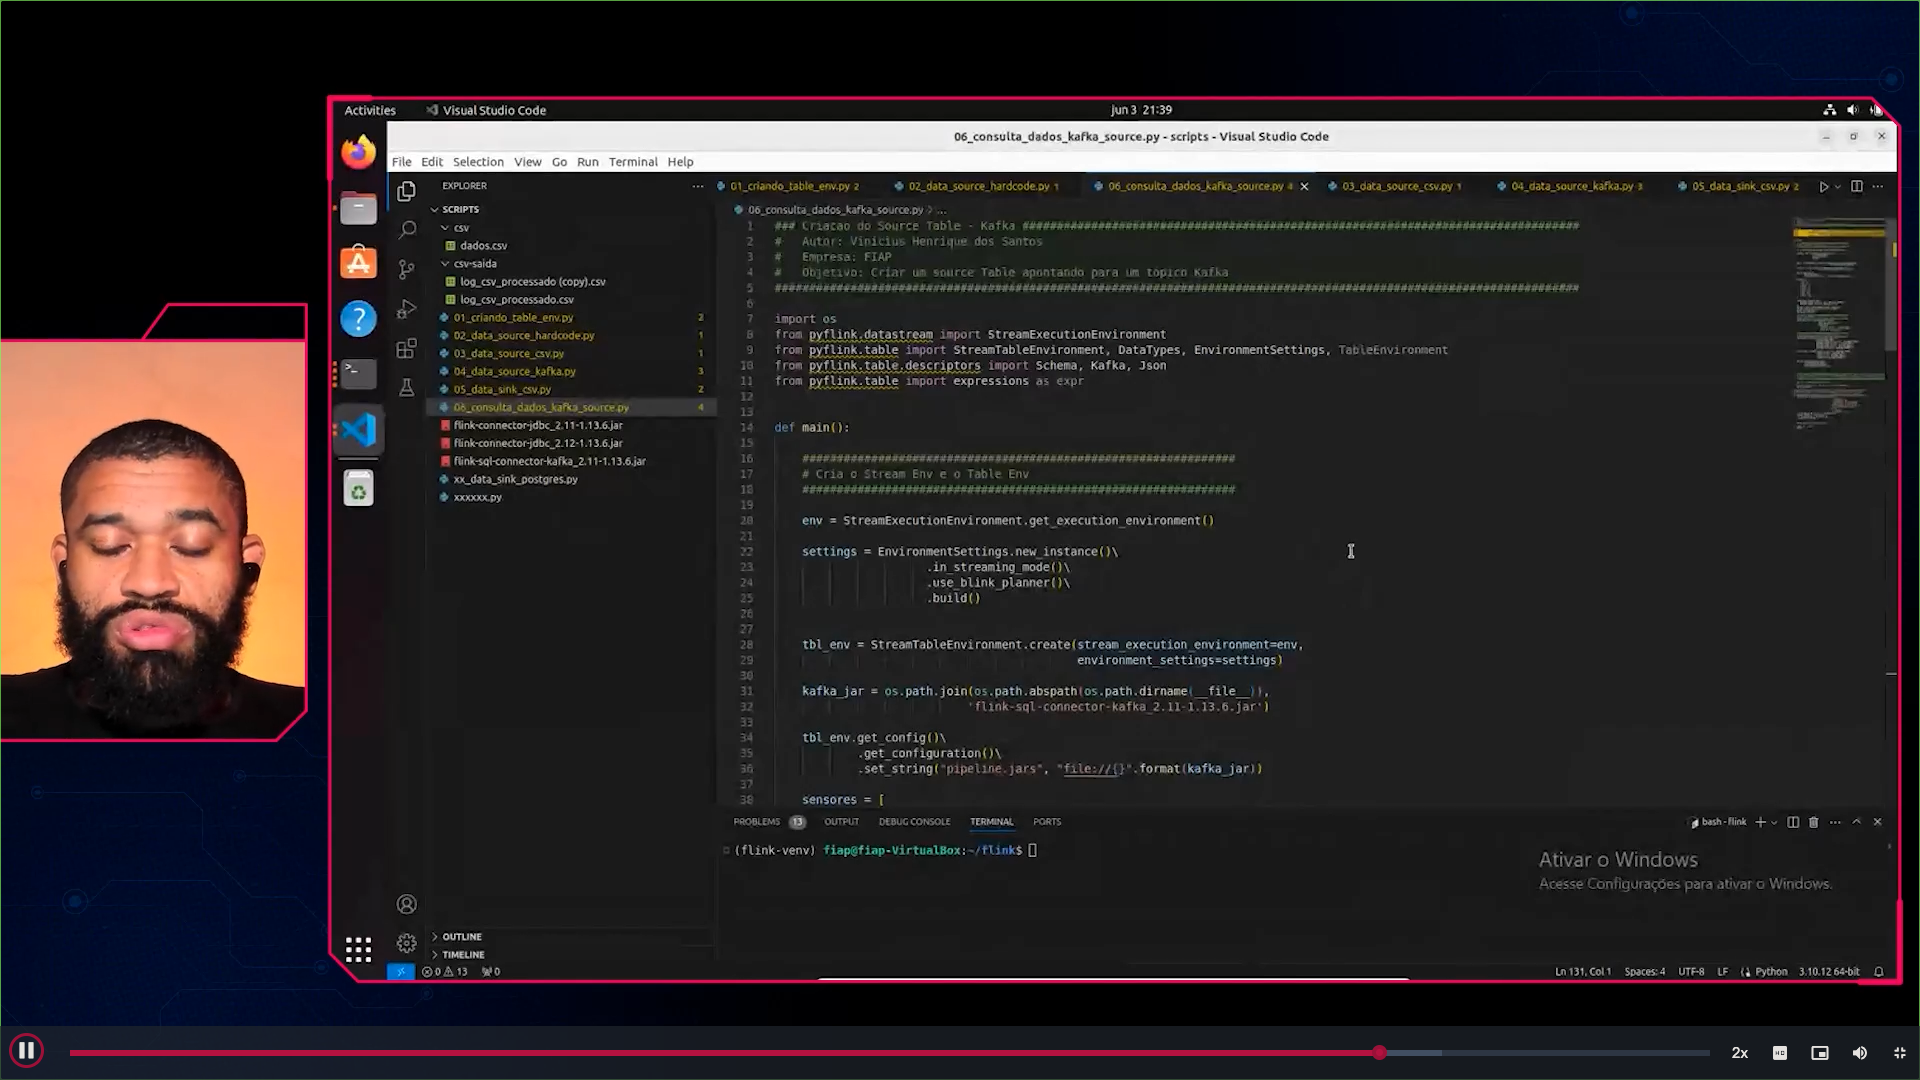 Activities
Visual Studio Code
jun 3 21:39
06_consulta_dados_kafka_source.py - scripts - Visual Studio Code
File Edit Selection View Go Run Terminal Help
EXPLORER
SCRIPTS
csv
dados.csv
csv-saida
log_csv_processado (copy).csv
log_csv_processado.csv
01_criando_table_env.py 2
02_data_source_hardcode.py 1
03_data_source_csv.py 1
04_data_source_kafka.py 3
05_data_sink_csv.py 2
06_consulta_dados_kafka_source.py 4
flink-connector-jdbc_2.11-1.13.6.jar
flink-connector-jdbc_2.12-1.13.6.jar
flink-sql-connector-kafka_2.11-1.13.6.jar
xx_data_sink_postgres.py
xxxxxx.py
OUTLINE
TIMELINE
01_criando_table_env.py 2
02_data_source_hardcode.py 1
06_consulta_dados_kafka_source.py 4
03_data_source_csv.py 1
04_data_source_kafka.py 3
05_data_sink_csv.py 2
06_consulta_dados_kafka_source.py > ...
1 ### Criacao do Source Table - Kafka
2 # Autor: Vinicius Henrique dos Santos
3 # Empresa: FIAP
4 # Objetivo: Criar um source Table apontando para um topico Kafka
5
6
7 import os
8 from pyflink.datastream import StreamExecutionEnvironment
9 from pyflink.table import StreamTableEnvironment, DataTypes, EnvironmentSettings, TableEnvironment
10 from pyflink.table.descriptors import Schema, Kafka, Json
11 from pyflink.table import expressions as expr
12
13
14 def main():
15
16
17 # Cria o Stream Env e o Table Env
18
19
20 env = StreamExecutionEnvironment.get_execution_environment()
21
22 settings = EnvironmentSettings.new_instance()\
23 .in_streaming_mode()\
24 .use_blink_planner()\
25 .build()
26
27
28 tbl_env = StreamTableEnvironment.create(stream_execution_environment=env,
29 environment_settings=settings)
30
31 kafka_jar = os.path.join(os.path.abspath(os.path.dirname(__file__)),
32 'flink-sql-connector-kafka_2.11-1.13.6.jar')
33
34 tbl_env.get_config()\
35 .get_configuration()\
36 .set_string("pipeline.jars", "file://{}".format(kafka_jar))
37
38 sensores = [
PROBLEMS 13 OUTPUT DEBUG CONSOLE TERMINAL PORTS
bash - flink
(flink-venv) fiap@fiap-VirtualBox:~/flink$
Ativar o Windows
Acesse Configurações para ativar o Windows.
0 13 0
Ln 131, Col 1 Spaces: 4 UTF-8 LF Python 3.10.12 64-bit
2x